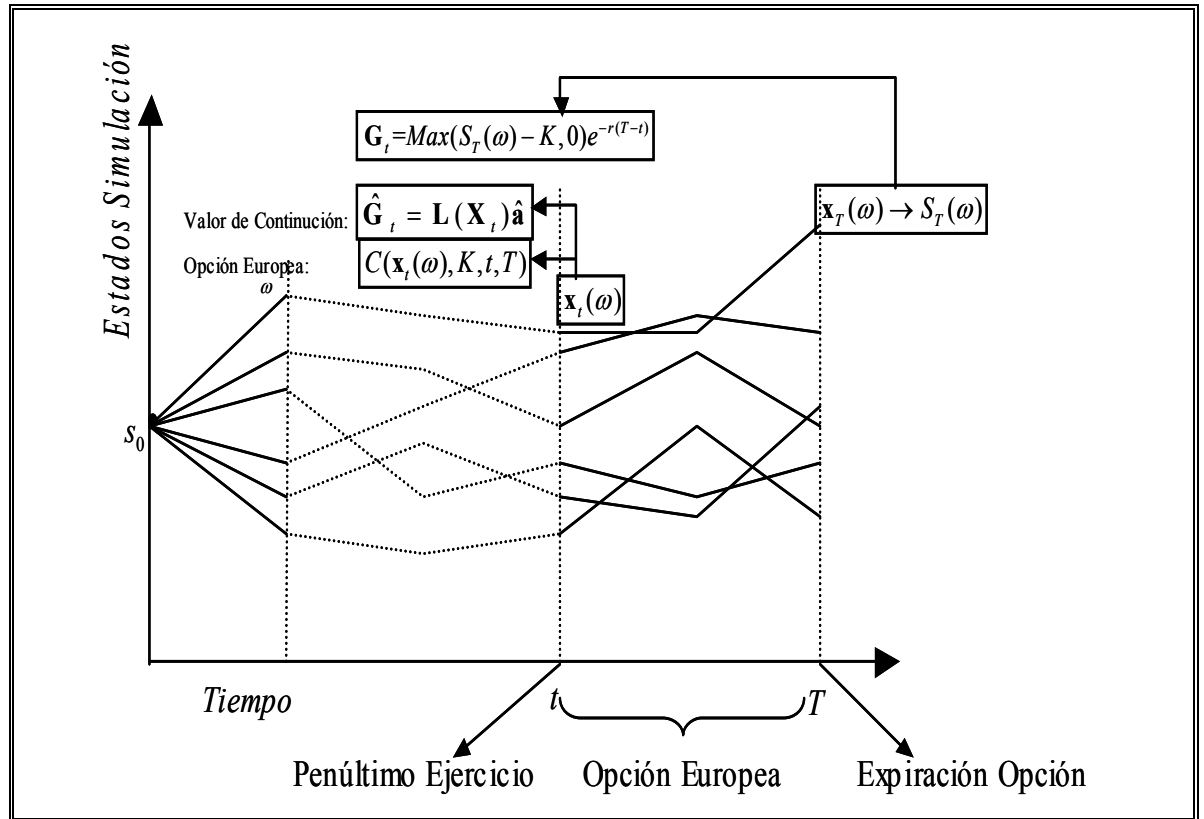 Estados Simulación
𝐆ₜ=Max(S_T(ω)−K,0)e^{−r(T−t)}
Valor de Continución:
𝐆̂ₜ = 𝐋(𝐗ₜ)𝐚̂
𝐱_T(ω) → S_T(ω)
Opción Europea:
C(𝐱ₜ(ω),K,t,T)
ω
𝐱ₜ(ω)
s₀
Tiempo
t
T
Penúltimo Ejercicio
Opción Europea
Expiración Opción